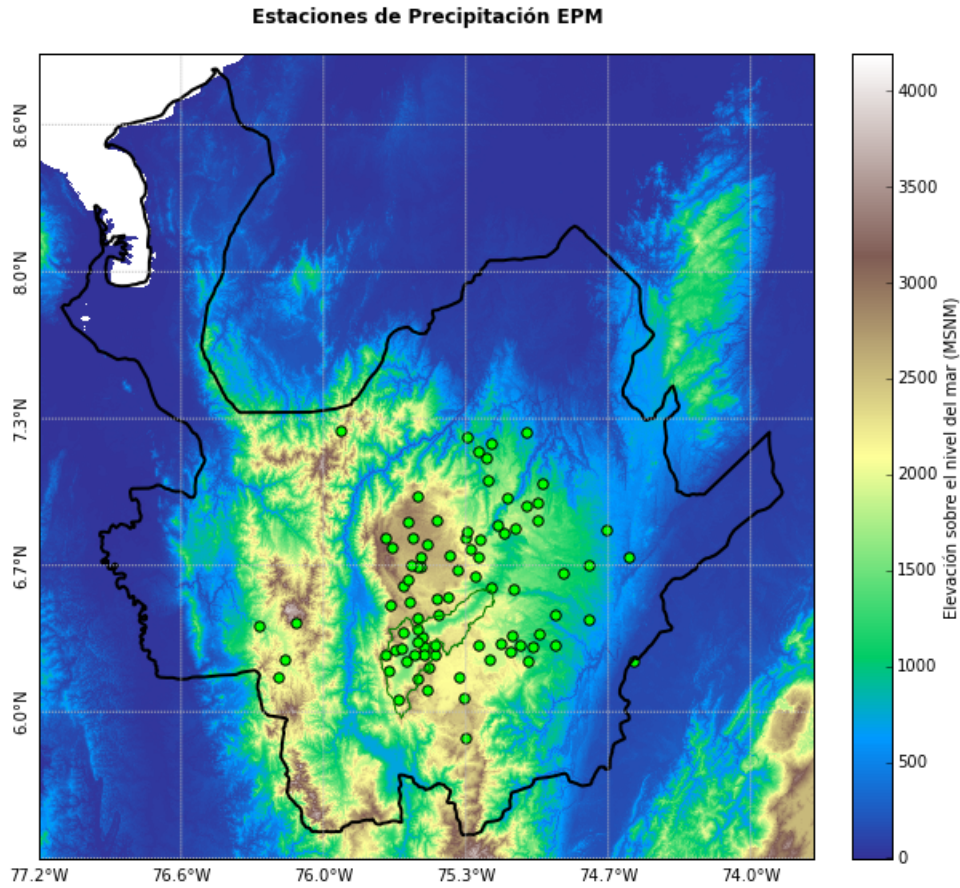 Estaciones de Precipitación EPM
8.6°N
8.0°N
7.3°N
6.7°N
6.0°N
77.2°W 76.6°W 76.0°W 75.3°W 74.7°W 74.0°W
4000
3500
3000
2500
2000
1500
1000
500
0
Elevación sobre el nivel del mar (MSNM)